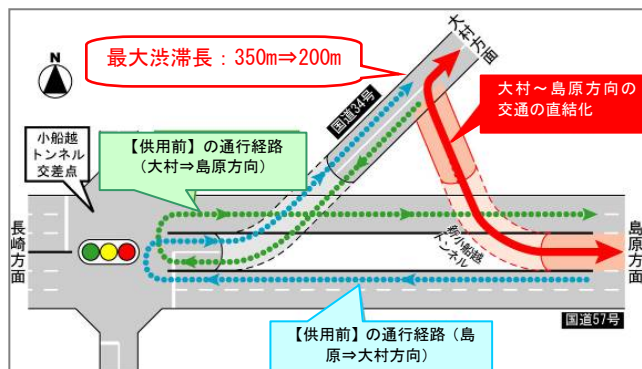 大村方面
N
最大渋滞長：350m⇒200m
国道34号
大村～島原方向の
交通の直結化
小船越
トンネル
交差点
【供用前】の通行経路
（大村⇒島原方向）
長崎方面
新小船越
トンネル
島原方面
国道57号
【供用前】の通行経路（島
原⇒大村方向）